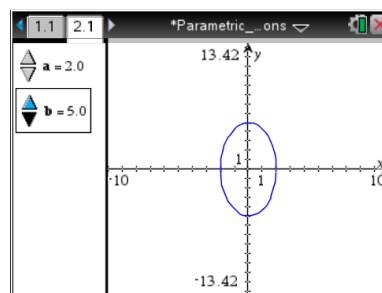 1.1 2.1 *Parametric_...ons
a = 2.0
b = 5.0
13.42 y
1
x
-10 1 10
-13.42